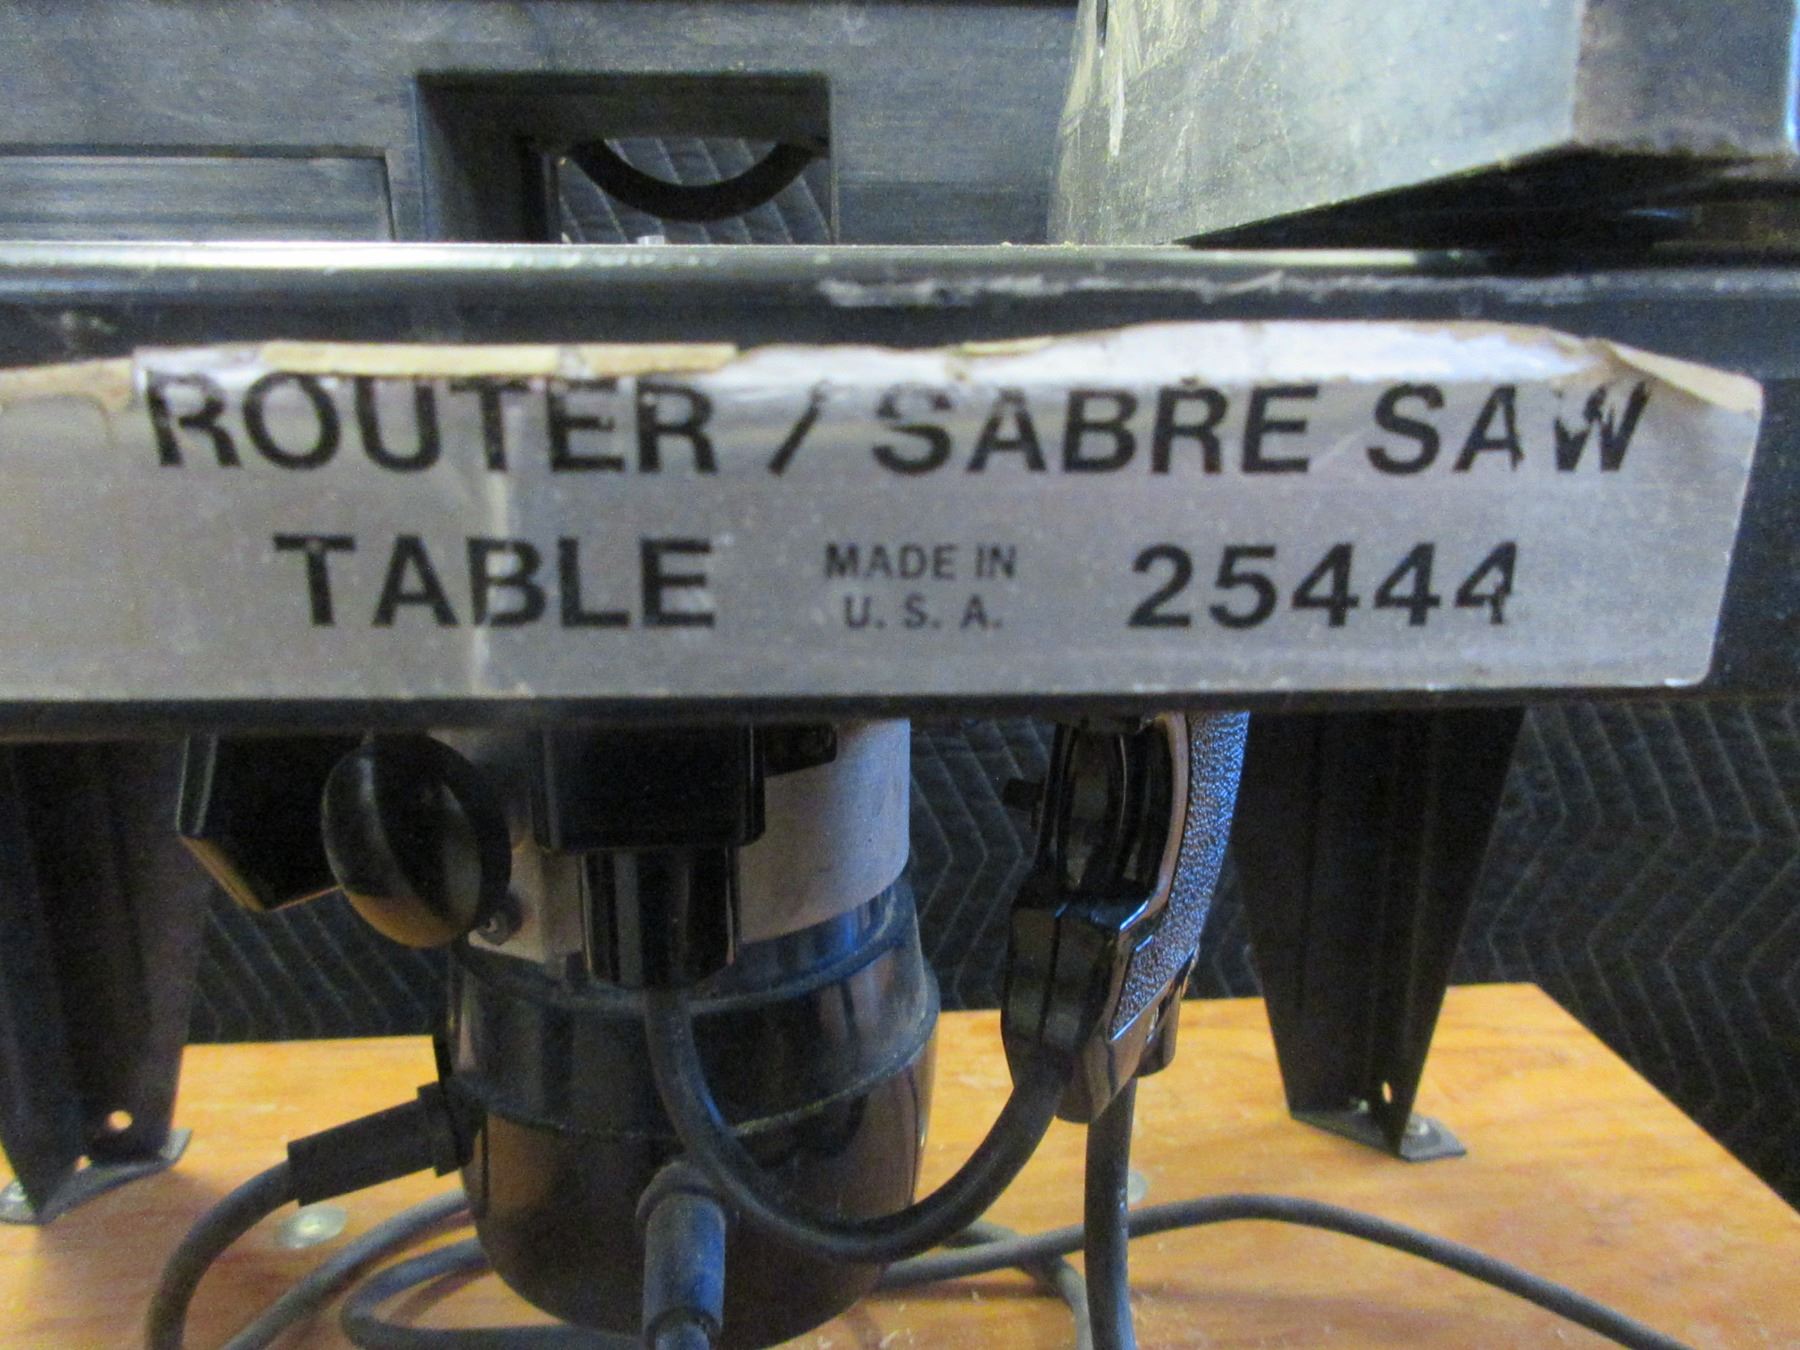 ROUTER / SABRE SAW
TABLE MADE IN U. S. A. 25444